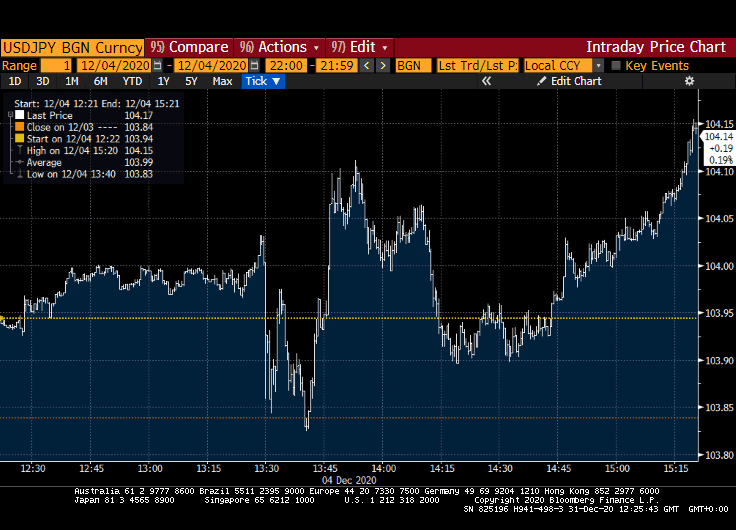 USDJPY BGN Curncy 95) Compare 96) Actions 97) Edit Intraday Price Chart
Range 1 12/04/2020 - 12/04/2020 22:00 - 21:59 < > BGN Lst Trd/Lst P: Local CCY Key Events
1D 3D 1M 6M YTD 1Y 5Y Max Tick ▼ « Edit Chart
Start: 12/04 12:21 End: 12/04 15:21
Last Price 104.17
Close on 12/03 ---- 103.84
Start on 12/04 12:22 103.94
High on 12/04 15:20 104.15
Average 103.99
Low on 12/04 13:40 103.83
104.15
104.14
+0.19
0.19%
104.10
104.05
104.00
103.95
103.90
103.85
103.80
12:30 12:45 13:00 13:15 13:30 13:45 14:00 14:15 14:30 14:45 15:00 15:15
04 Dec 2020
Australia 61 2 9777 8600 Brazil 5511 2395 9000 Europe 44 20 7330 7500 Germany 49 69 9204 1210 Hong Kong 852 2977 6000
Japan 81 3 4565 8900 Singapore 65 6212 1000 U.S. 1 212 318 2000 Copyright 2020 Bloomberg Finance L.P.
SN 825196 H941-498-3 31-Dec-20 12:25:43 GMT GMT+0:00